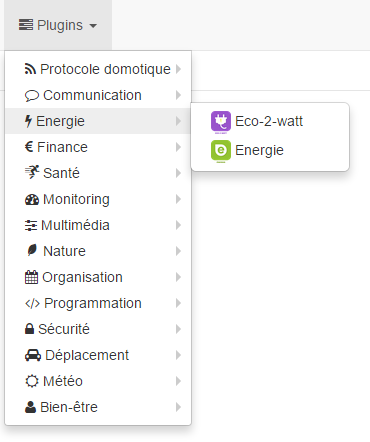 Plugins
Protocole domotique
Communication
Energie
Finance
Santé
Monitoring
Multimédia
Nature
Organisation
Programmation
Sécurité
Déplacement
Météo
Bien-être
Eco-2-watt
Energie